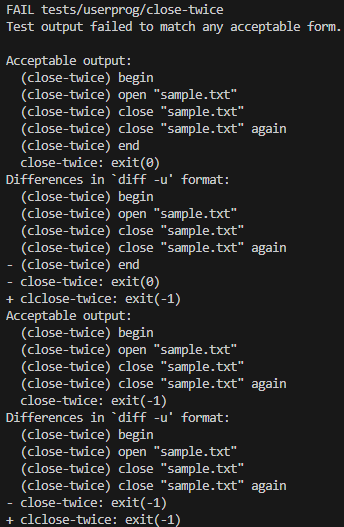 FAIL tests/userprog/close-twice
Test output failed to match any acceptable form.

Acceptable output:
  (close-twice) begin
  (close-twice) open "sample.txt"
  (close-twice) close "sample.txt"
  (close-twice) close "sample.txt" again
  (close-twice) end
  close-twice: exit(0)
Differences in `diff -u' format:
  (close-twice) begin
  (close-twice) open "sample.txt"
  (close-twice) close "sample.txt"
  (close-twice) close "sample.txt" again
- (close-twice) end
- close-twice: exit(0)
+ clclose-twice: exit(-1)
Acceptable output:
  (close-twice) begin
  (close-twice) open "sample.txt"
  (close-twice) close "sample.txt"
  (close-twice) close "sample.txt" again
  close-twice: exit(-1)
Differences in `diff -u' format:
  (close-twice) begin
  (close-twice) open "sample.txt"
  (close-twice) close "sample.txt"
  (close-twice) close "sample.txt" again
- close-twice: exit(-1)
+ clclose-twice: exit(-1)